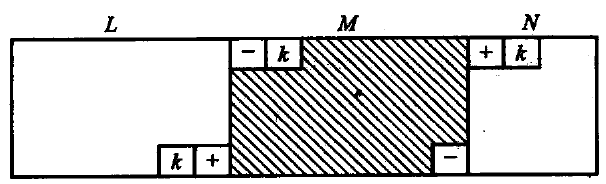 L M N
− k + k
k + −